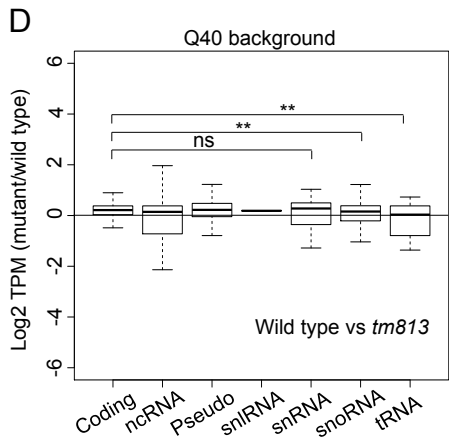 D
Q40 background
Log2 TPM (mutant/wild type)
6
4
2
0
-2
-4
-6
**
**
ns
Wild type vs tm813
Coding
ncRNA
Pseudo
snlRNA
snRNA
snoRNA
tRNA